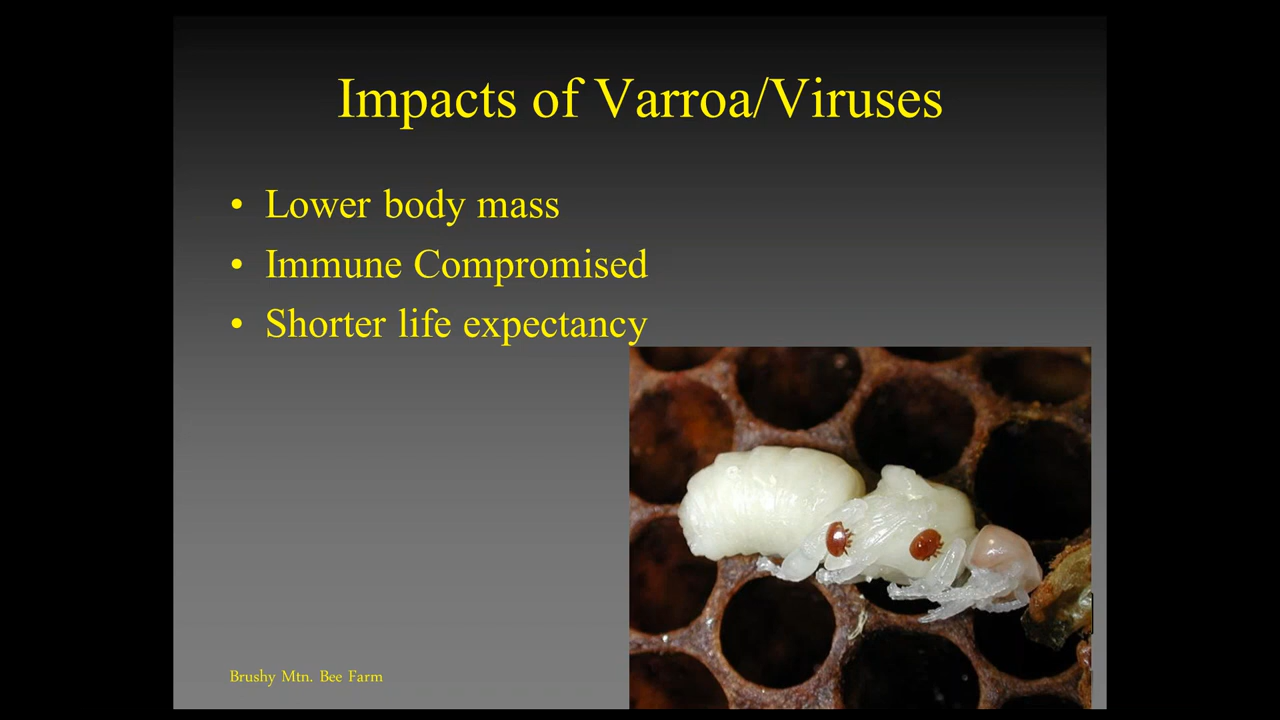 Impacts of Varroa/Viruses
• Lower body mass
• Immune Compromised
• Shorter life expectancy
Brushy Mtn. Bee Farm